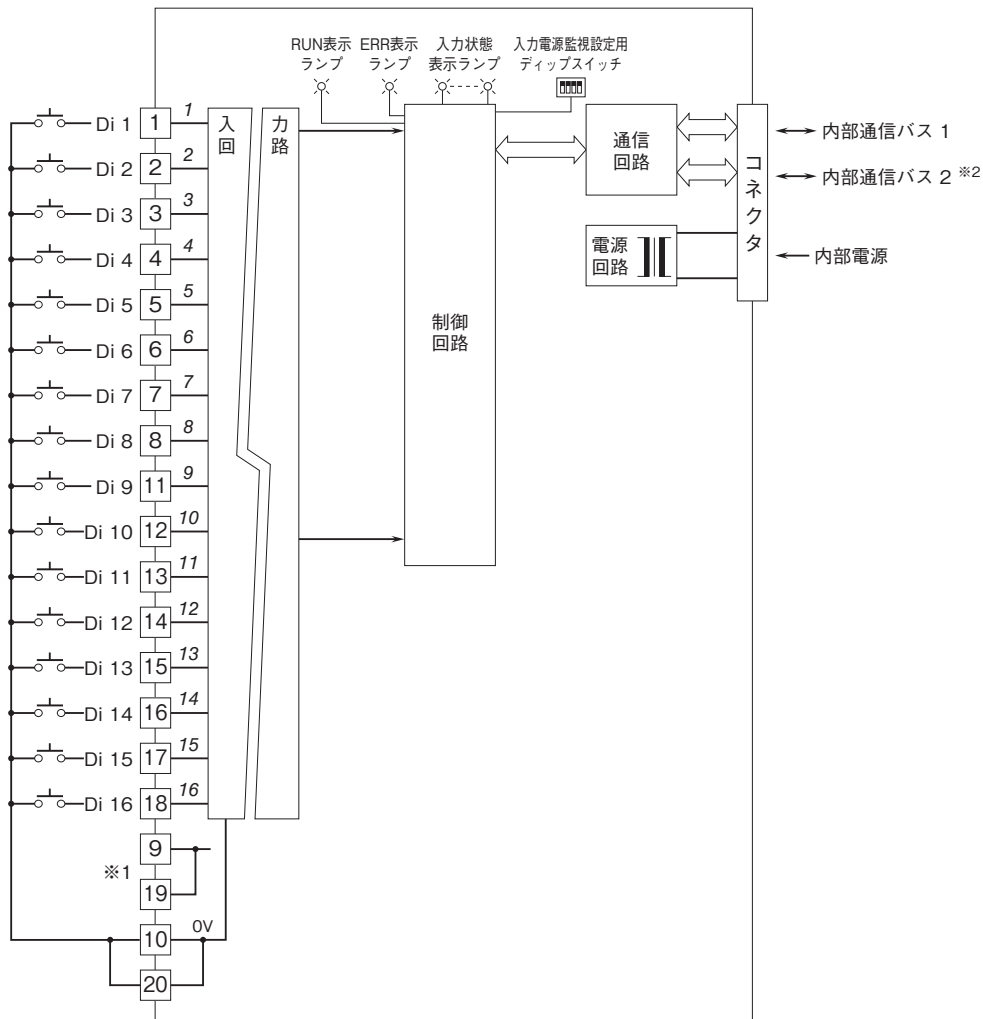 RUN表示
ランプ
ERR表示
ランプ
入力状態
表示ランプ
入力電源監視設定用
ディップスイッチ
Di 1 1 1
Di 2 2 2
Di 3 3 3
Di 4 4 4
Di 5 5 5
Di 6 6 6
Di 7 7 7
Di 8 8 8
Di 9 11 9
Di 10 12 10
Di 11 13 11
Di 12 14 12
Di 13 15 13
Di 14 16 14
Di 15 17 15
Di 16 18 16
9
※1
19
10 0V
20
入力
回路
制御
回路
通信
回路
電源
回路
コネクタ
内部通信バス 1
内部通信バス 2 ※2
内部電源